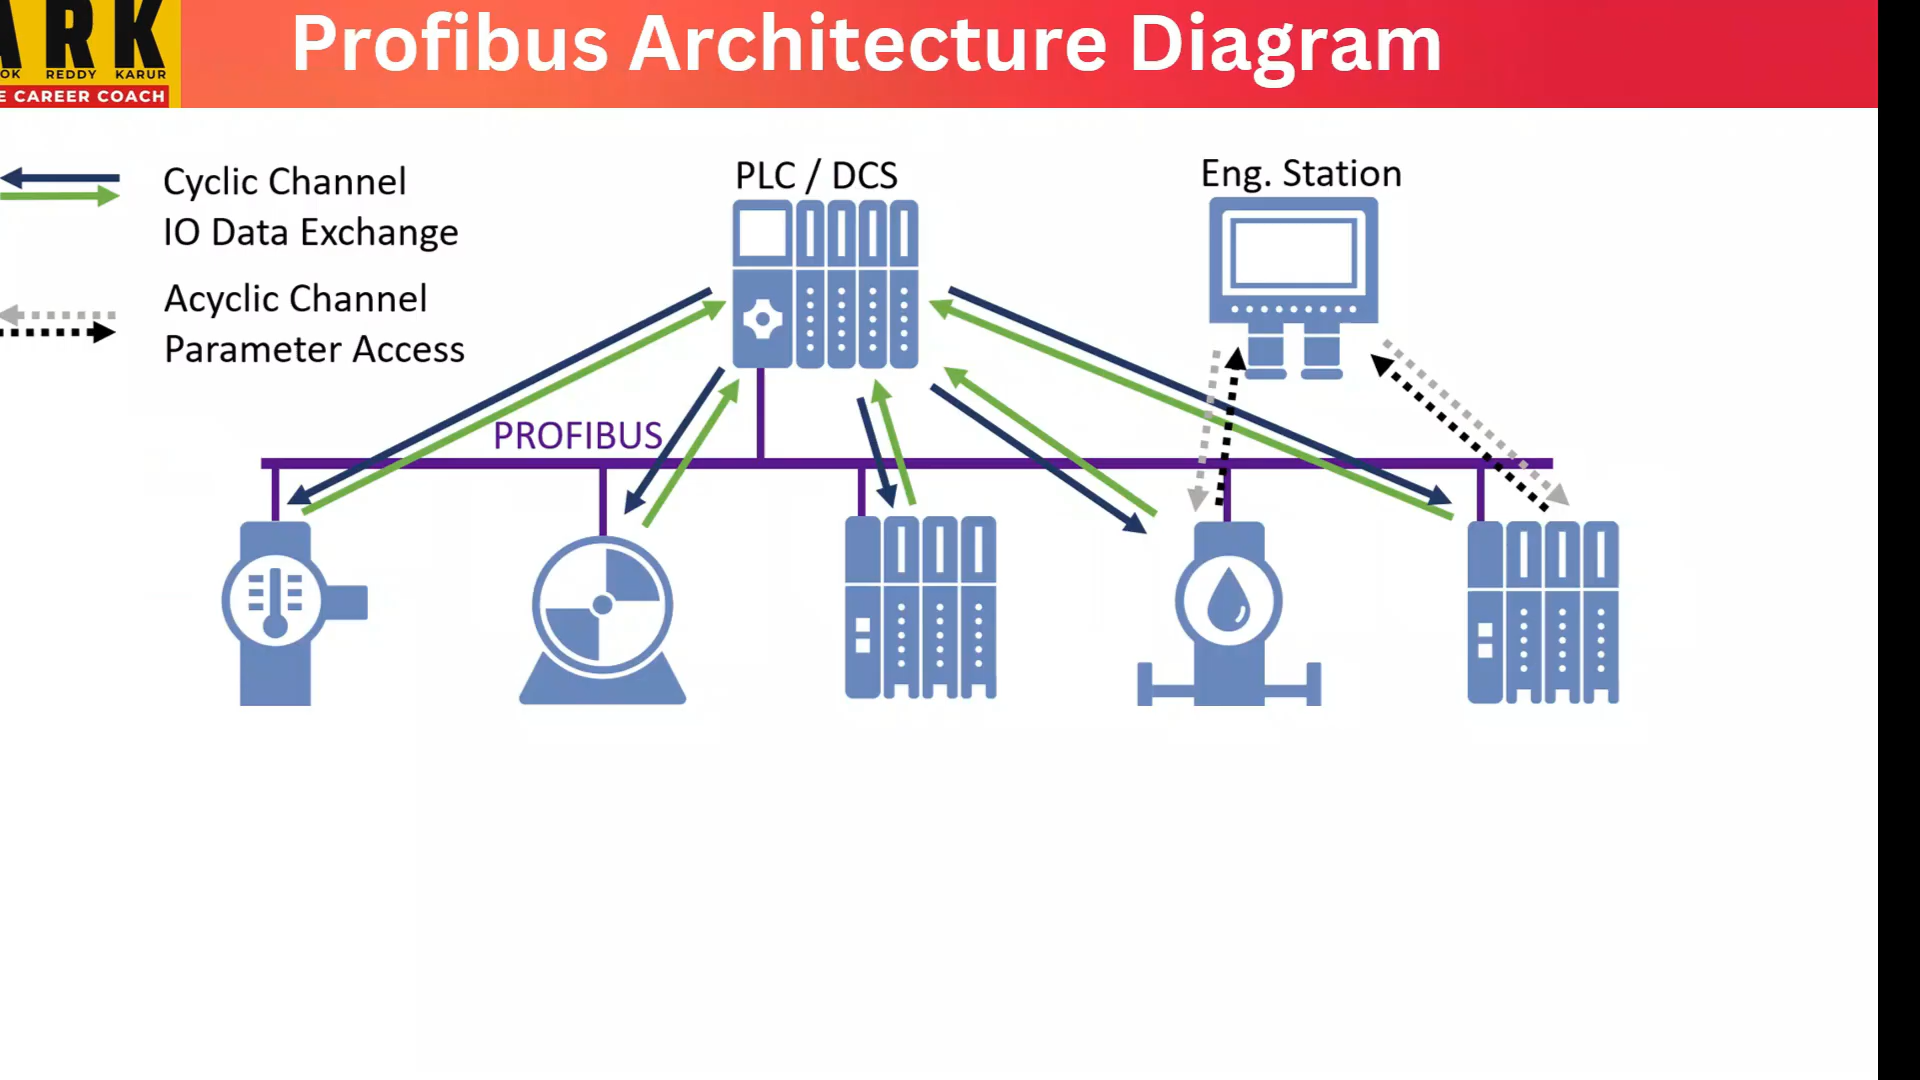 ARK
OK REDDY KARUR
E CAREER COACH
Profibus Architecture Diagram
Cyclic Channel
IO Data Exchange
Acyclic Channel
Parameter Access
PLC / DCS
Eng. Station
PROFIBUS